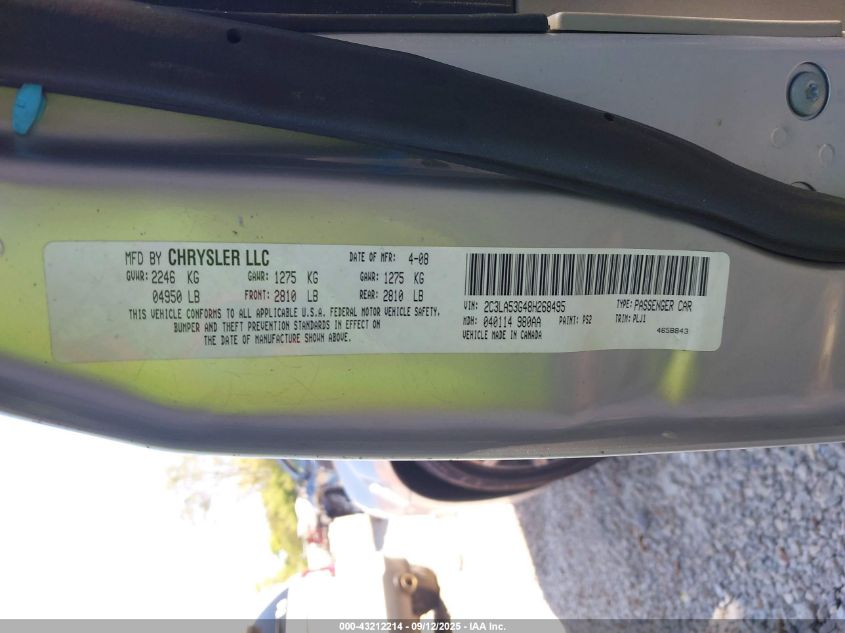 MFD BY CHRYSLER LLC DATE OF MFR: 4-08
GVWR: 2246 KG GAWR: 1275 KG GAWR: 1275 KG
04950 LB FRONT: 2810 LB REAR: 2810 LB
THIS VEHICLE CONFORMS TO ALL APPLICABLE U.S.A. FEDERAL MOTOR VEHICLE SAFETY,
BUMPER AND THEFT PREVENTION STANDARDS IN EFFECT ON
THE DATE OF MANUFACTURE SHOWN ABOVE.
VIN: 2C3LA53G48H268495 TYPE: PASSENGER CAR
MDH: 040114 980AA PAINT: PS2 TRIM: PLJ1
VEHICLE MADE IN CANADA 4658843
000-43212214 - 09/12/2025 - IAA Inc.